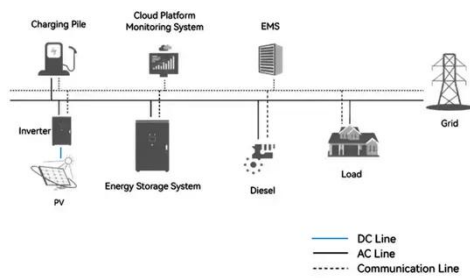 Charging Pile
Cloud Platform
Monitoring System
EMS
Grid
Inverter
PV
Energy Storage System
Diesel
Load
DC Line
AC Line
Communication Line